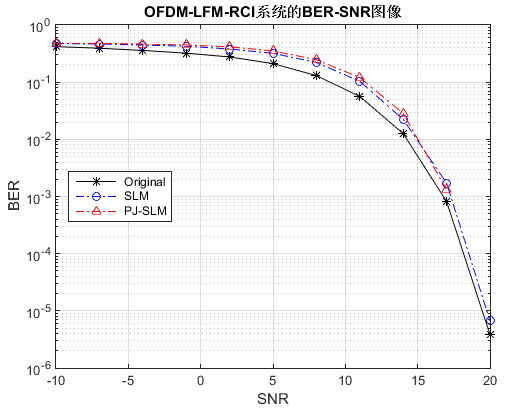 OFDM-LFM-RCI系统的BER-SNR图像
10^0
10^-1
10^-2
10^-3
10^-4
10^-5
10^-6
BER
Original
SLM
PJ-SLM
-10 -5 0 5 10 15 20
SNR